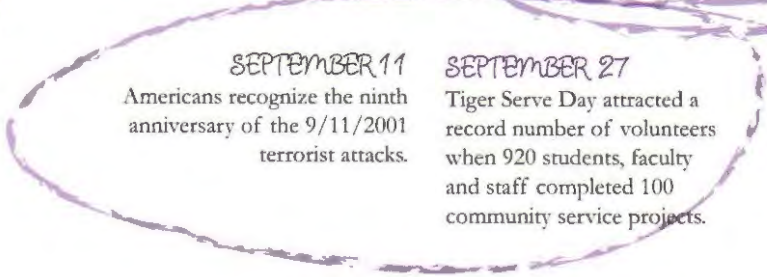 SEPTEMBER 11
Americans recognize the ninth
anniversary of the 9/11/2001
terrorist attacks.
SEPTEMBER 27
Tiger Serve Day attracted a
record number of volunteers
when 920 students, faculty
and staff completed 100
community service projects.